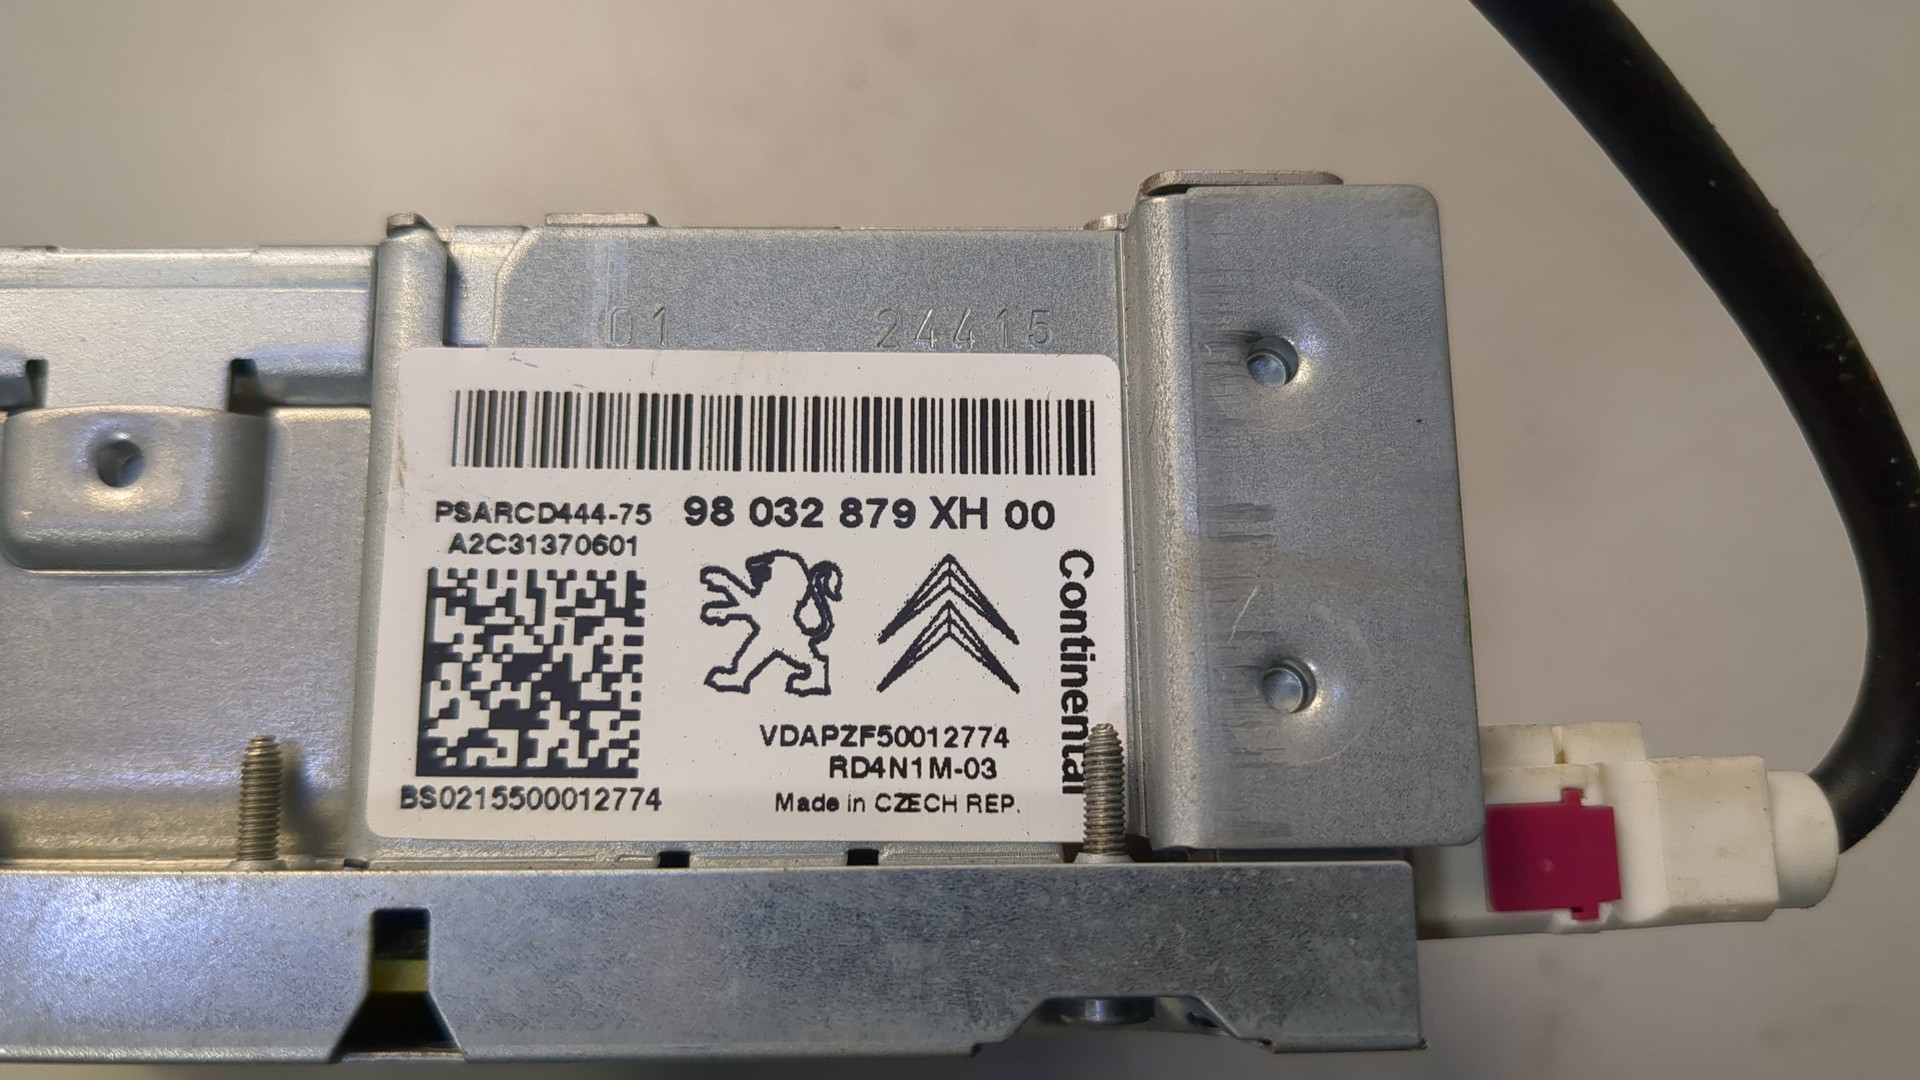 01 24415
PSARCD444-75 98 032 879 XH 00
A2C31370601
Continental
VDAPZF50012774
RD4N1M-03
BS0215500012774 Made in CZECH REP.